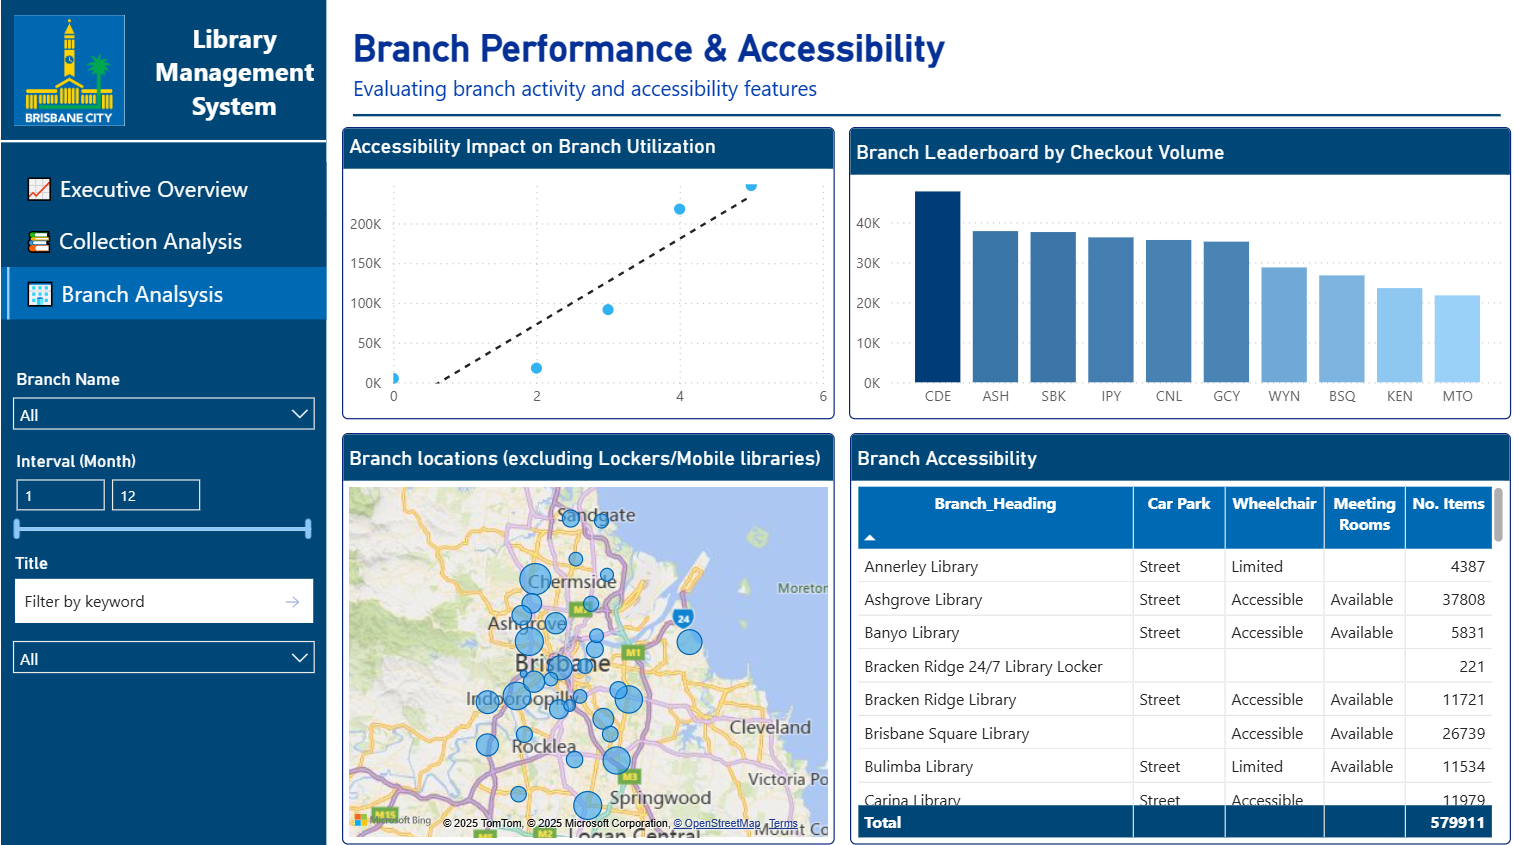 BRISBANE CITY
Library
Management
System
Executive Overview
Collection Analysis
Branch Analsysis
Branch Name
All
Interval (Month)
1
12
Title
Filter by keyword
All
Branch Performance & Accessibility
Evaluating branch activity and accessibility features
Accessibility Impact on Branch Utilization
200K
150K
100K
50K
0K
0 2 4 6
Branch Leaderboard by Checkout Volume
40K
30K
20K
10K
0K
CDE ASH SBK IPY CNL GCY WYN BSQ KEN MTO
Branch locations (excluding Lockers/Mobile libraries)
Sandgate
Chermside
Moreton
Ashgrove
24
M1
Brisbane
Indooroopilly
Cleveland
Rocklea
M3
Victoria Po
Springwood
M15
Microsoft Bing
© 2025 TomTom, © 2025 Microsoft Corporation, © OpenStreetMap Terms
M2
Logan Central
Mount Co
Branch Accessibility
Branch_Heading Car Park Wheelchair Meeting Rooms No. Items
Annerley Library Street Limited 4387
Ashgrove Library Street Accessible Available 37808
Banyo Library Street Accessible Available 5831
Bracken Ridge 24/7 Library Locker 221
Bracken Ridge Library Street Accessible Available 11721
Brisbane Square Library Accessible Available 26739
Bulimba Library Street Limited Available 11534
Carina Library Street Accessible 11979
Total 579911